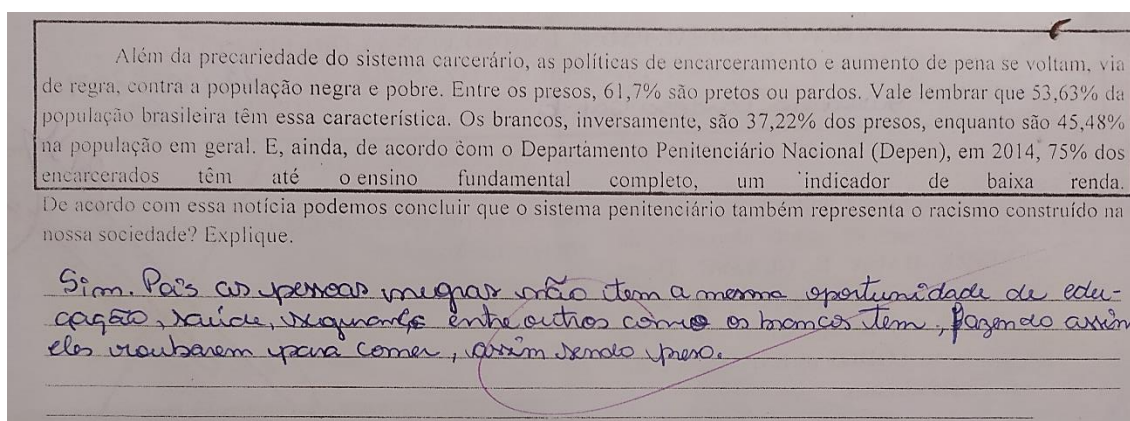 Além da precariedade do sistema carcerário, as políticas de encarceramento e aumento de pena se voltam, via
de regra, contra a população negra e pobre. Entre os presos, 61,7% são pretos ou pardos. Vale lembrar que 53,63% da
população brasileira têm essa característica. Os brancos, inversamente, são 37,22% dos presos, enquanto são 45,48%
na população em geral. E, ainda, de acordo com o Departamento Penitenciário Nacional (Depen), em 2014, 75% dos
encarcerados têm até o ensino fundamental completo, um indicador de baixa renda.
De acordo com essa notícia podemos concluir que o sistema penitenciário também representa o racismo construído na
nossa sociedade? Explique.
Sim. Pois as pessoas negras não tem a mesma oportunidade de edu-
cação, saúde, segurança entre outros como os brancos tem, fazendo assim
eles roubarem para comer, assim sendo preso.